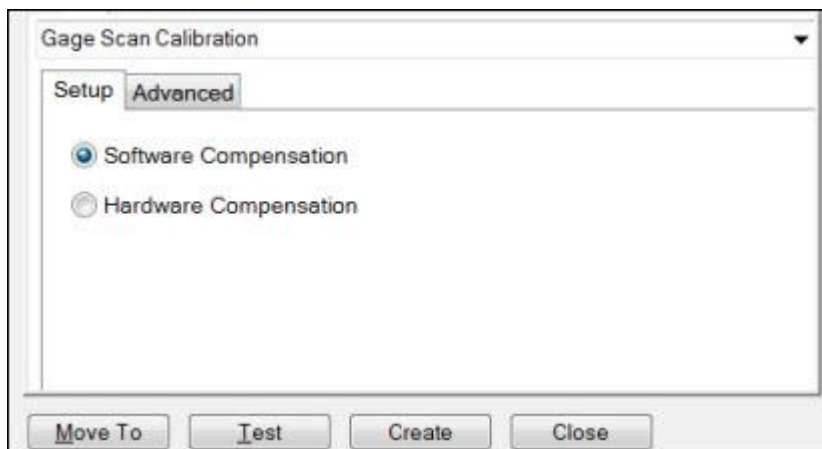 Gage Scan Calibration
Setup Advanced
Software Compensation
Hardware Compensation
Move To Test Create Close